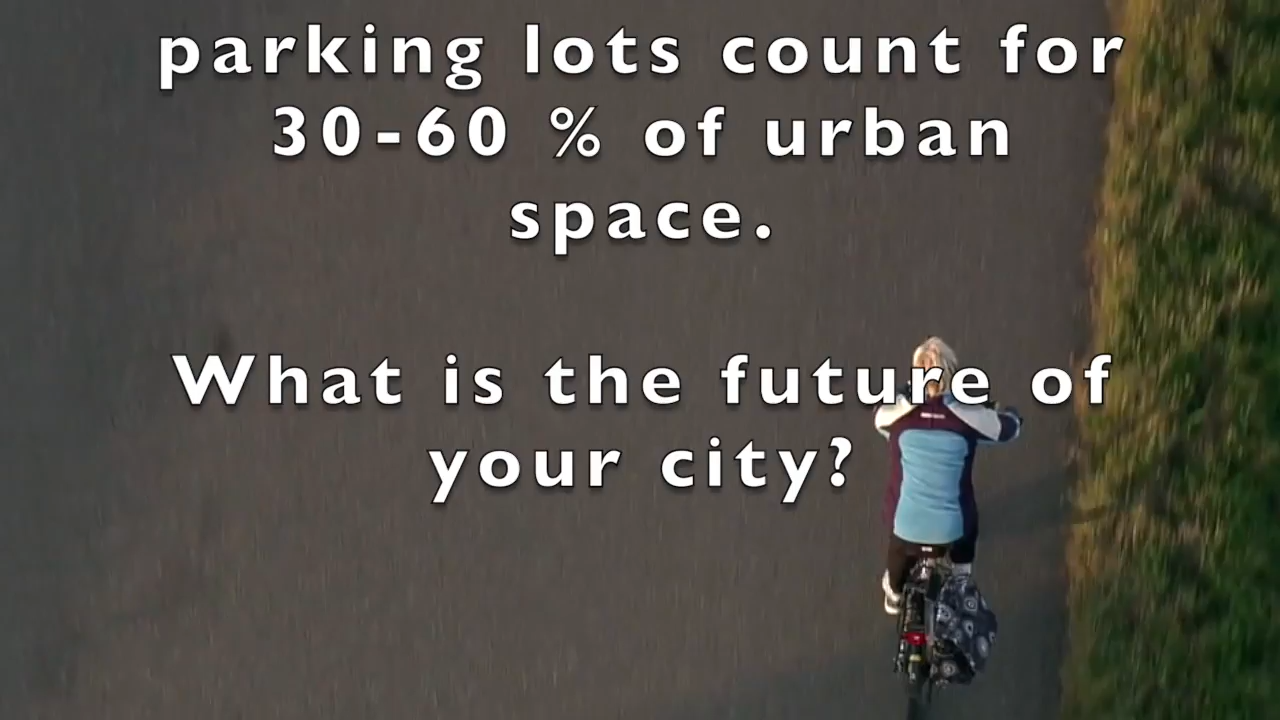 parking lots count for
30-60 % of urban
space.
What is the future of
your city?